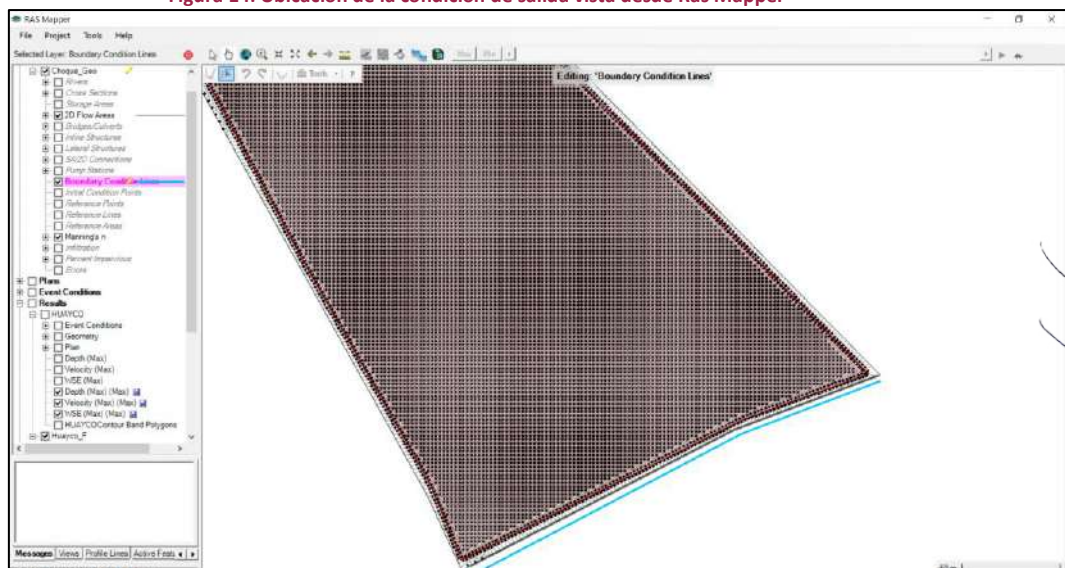 Figura 14. Ubicación de la condición de salida vista desde Ras Mapper
RAS Mapper
File Project Tools Help
Selected Layer: Boundary Condition Lines
Tools
Editing: 'Boundary Condition Lines'
Choque_Geo
Rivers
Cross Sections
Storage Areas
2D Flow Areas
Bridges/Culverts
Inline Structures
Lateral Structures
SA/2D Connections
Pump Stations
Boundary Condition Lines
Initial Condition Points
Reference Points
Reference Lines
Reference Areas
Manning's n
Infiltration
Percent Impervious
Errors
Plans
Event Conditions
Results
HUAYCO
Event Conditions
Geometry
Plan
Depth (Max)
Velocity (Max)
WSE (Max)
Depth (Max) (Max)
Velocity (Max) (Max)
WSE (Max) (Max)
HUAYCOContour Band Polygons
Huayco_F
Messages Views Profile Lines Active Featu